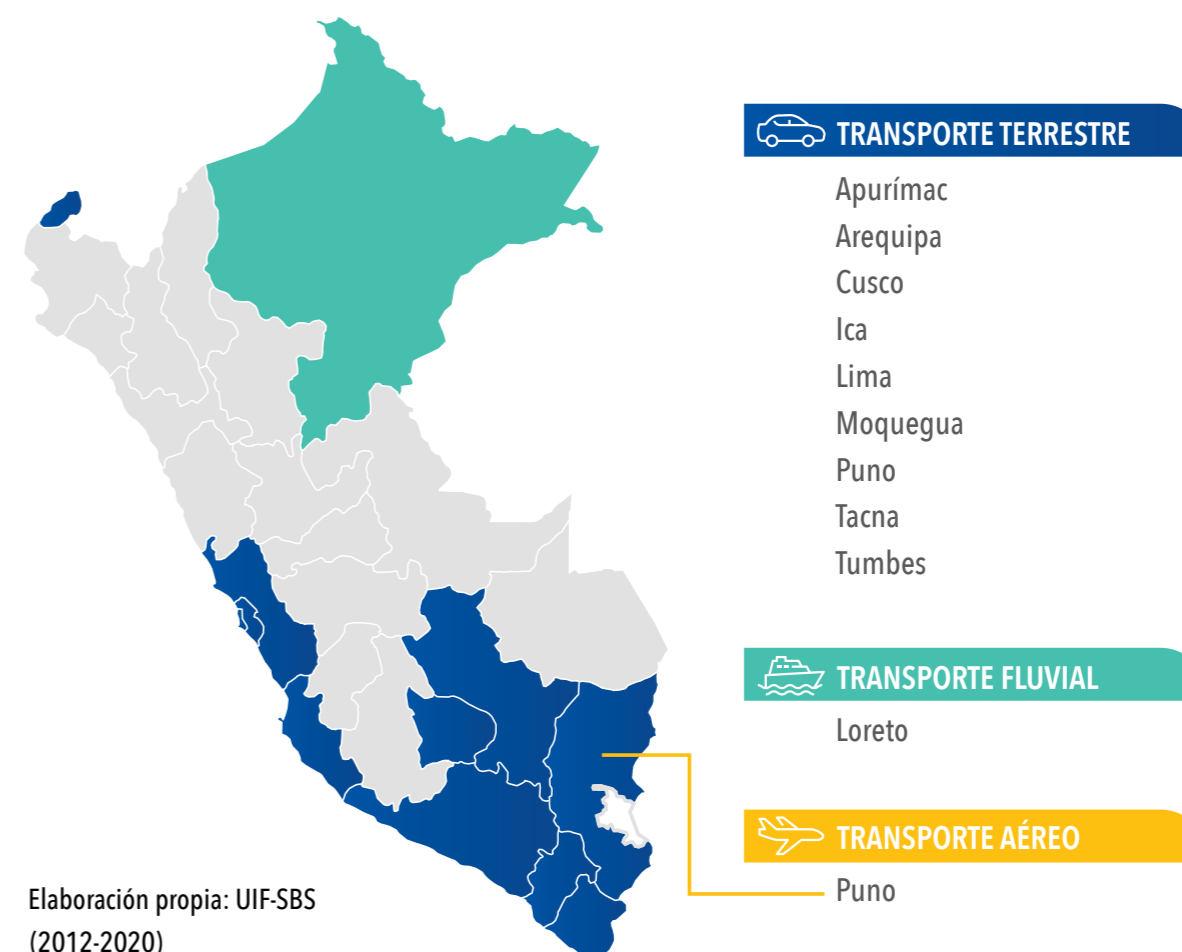 TRANSPORTE TERRESTRE
Apurímac
Arequipa
Cusco
Ica
Lima
Moquegua
Puno
Tacna
Tumbes
TRANSPORTE FLUVIAL
Loreto
TRANSPORTE AÉREO
Puno
Elaboración propia: UIF-SBS
(2012-2020)